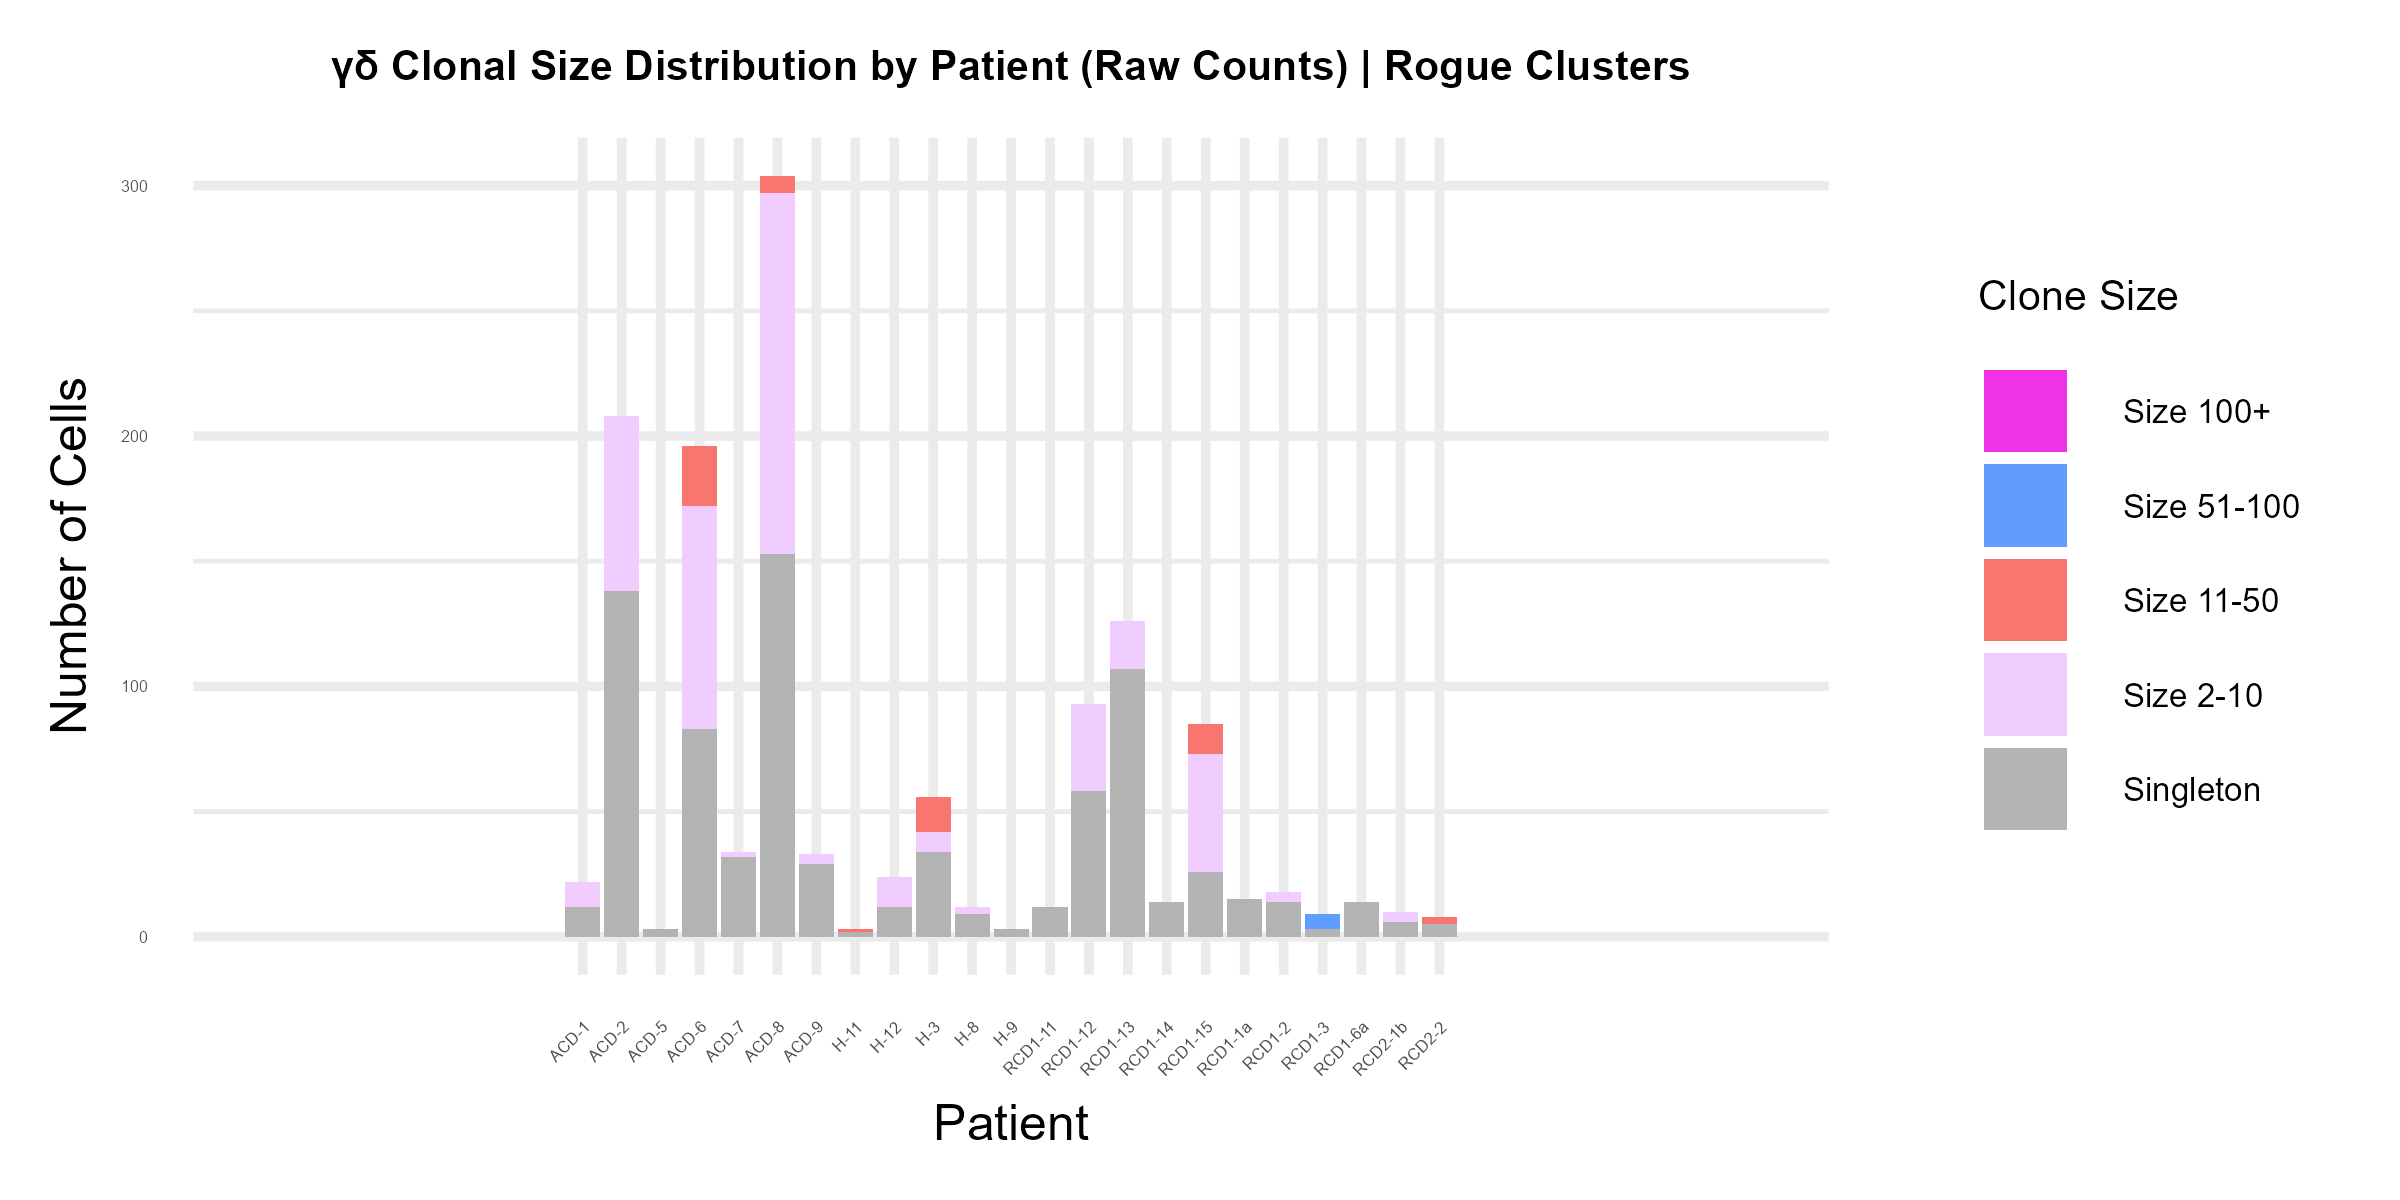 γδ Clonal Size Distribution by Patient (Raw Counts) | Rogue Clusters
Number of Cells
300
200
100
0
ACD-1
ACD-2
ACD-5
ACD-6
ACD-7
ACD-8
ACD-9
H-11
H-12
H-3
H-8
H-9
RCD1-11
RCD1-12
RCD1-13
RCD1-14
RCD1-15
RCD1-1a
RCD1-2
RCD1-3
RCD1-6a
RCD2-1b
RCD2-2
Patient
Clone Size
Size 100+
Size 51-100
Size 11-50
Size 2-10
Singleton